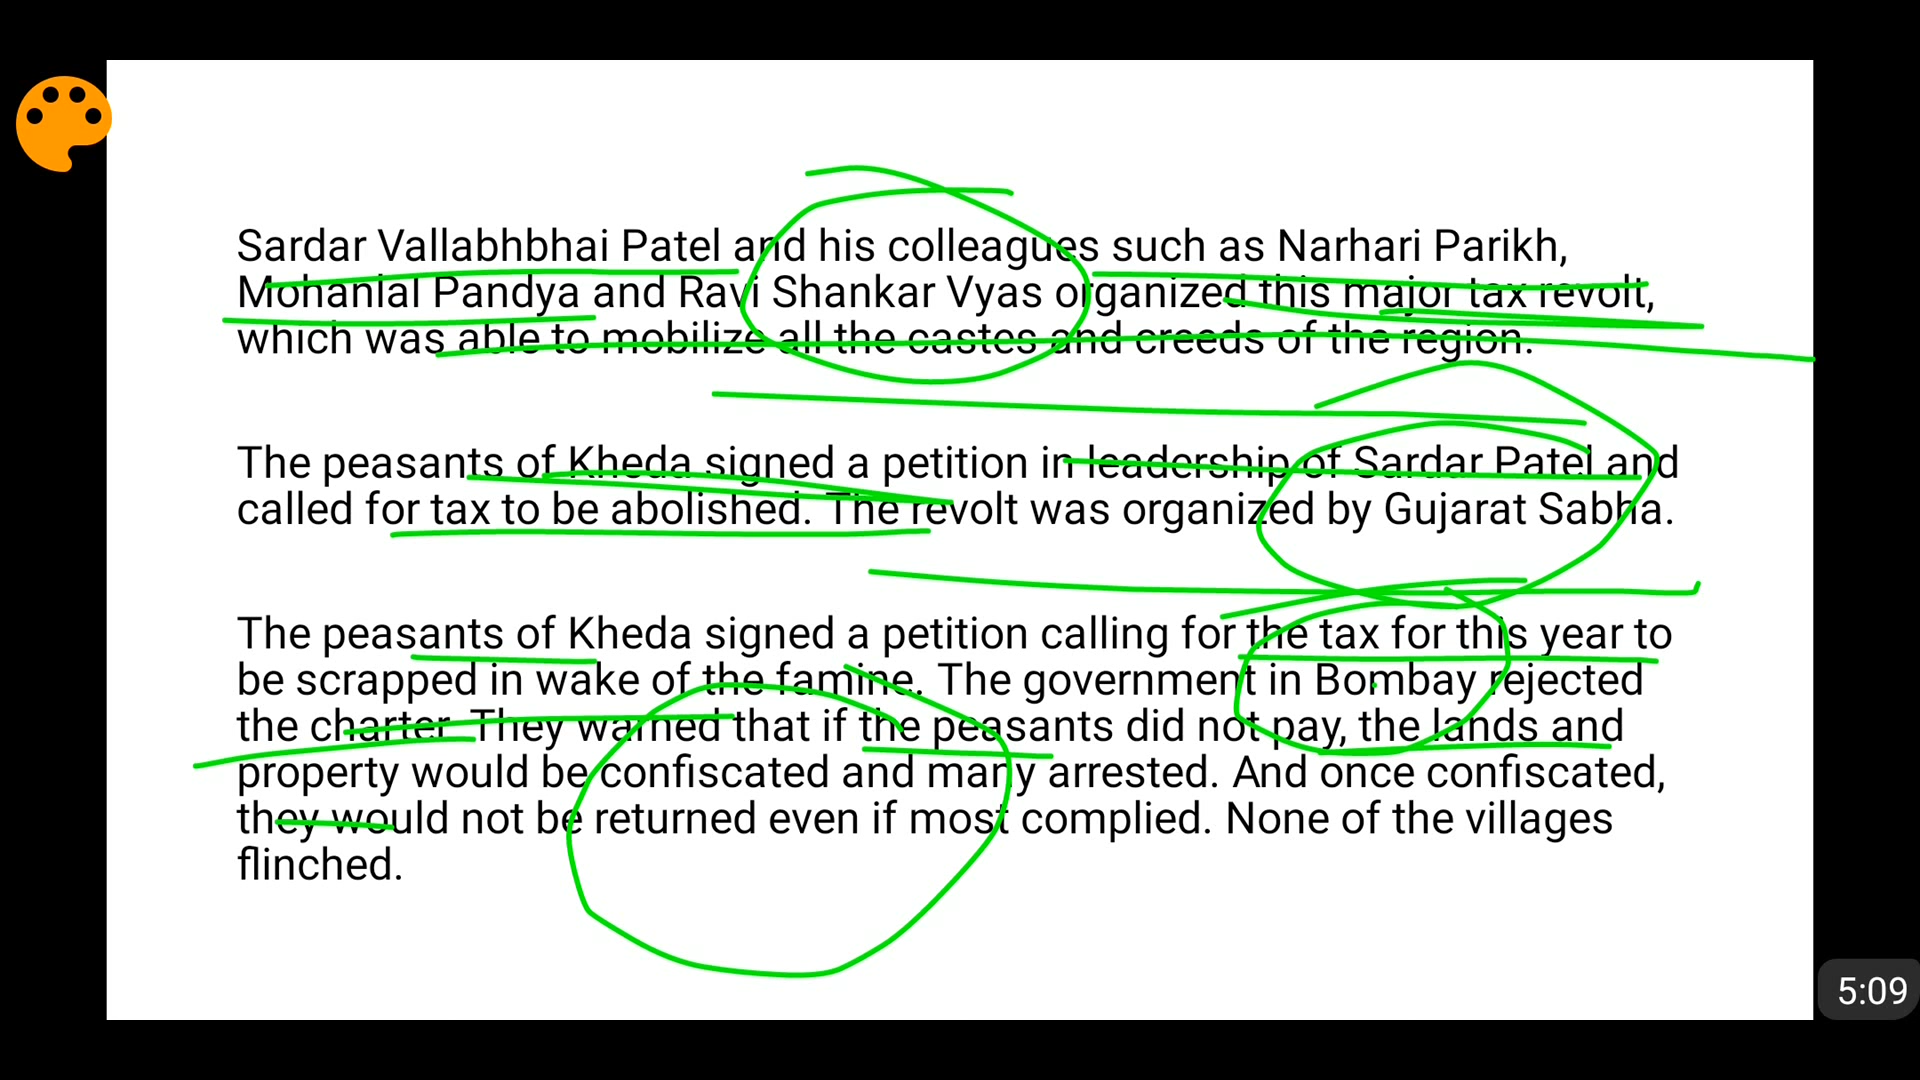 Sardar Vallabhbhai Patel and his colleagues such as Narhari Parikh,
Mohanlal Pandya and Ravi Shankar Vyas organized this major tax revolt,
which was able to mobilize all the castes and creeds of the region.
The peasants of Kheda signed a petition in leadership of Sardar Patel and
called for tax to be abolished. The revolt was organized by Gujarat Sabha.
The peasants of Kheda signed a petition calling for the tax for this year to
be scrapped in wake of the famine. The government in Bombay rejected
the charter. They warned that if the peasants did not pay, the lands and
property would be confiscated and many arrested. And once confiscated,
they would not be returned even if most complied. None of the villages
flinched.
5:09